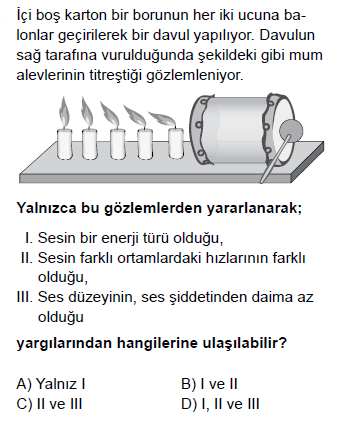 İçi boş karton bir borunun her iki ucuna ba-
lonlar geçirilerek bir davul yapılıyor. Davulun
sağ tarafına vurulduğunda şekildeki gibi mum
alevlerinin titreştiği gözlemleniyor.
Yalnızca bu gözlemlerden yararlanarak;
I. Sesin bir enerji türü olduğu,
II. Sesin farklı ortamlardaki hızlarının farklı
olduğu,
III. Ses düzeyinin, ses şiddetinden daima az
olduğu
yargılarından hangilerine ulaşılabilir?
A) Yalnız I B) I ve II
C) II ve III D) I, II ve III